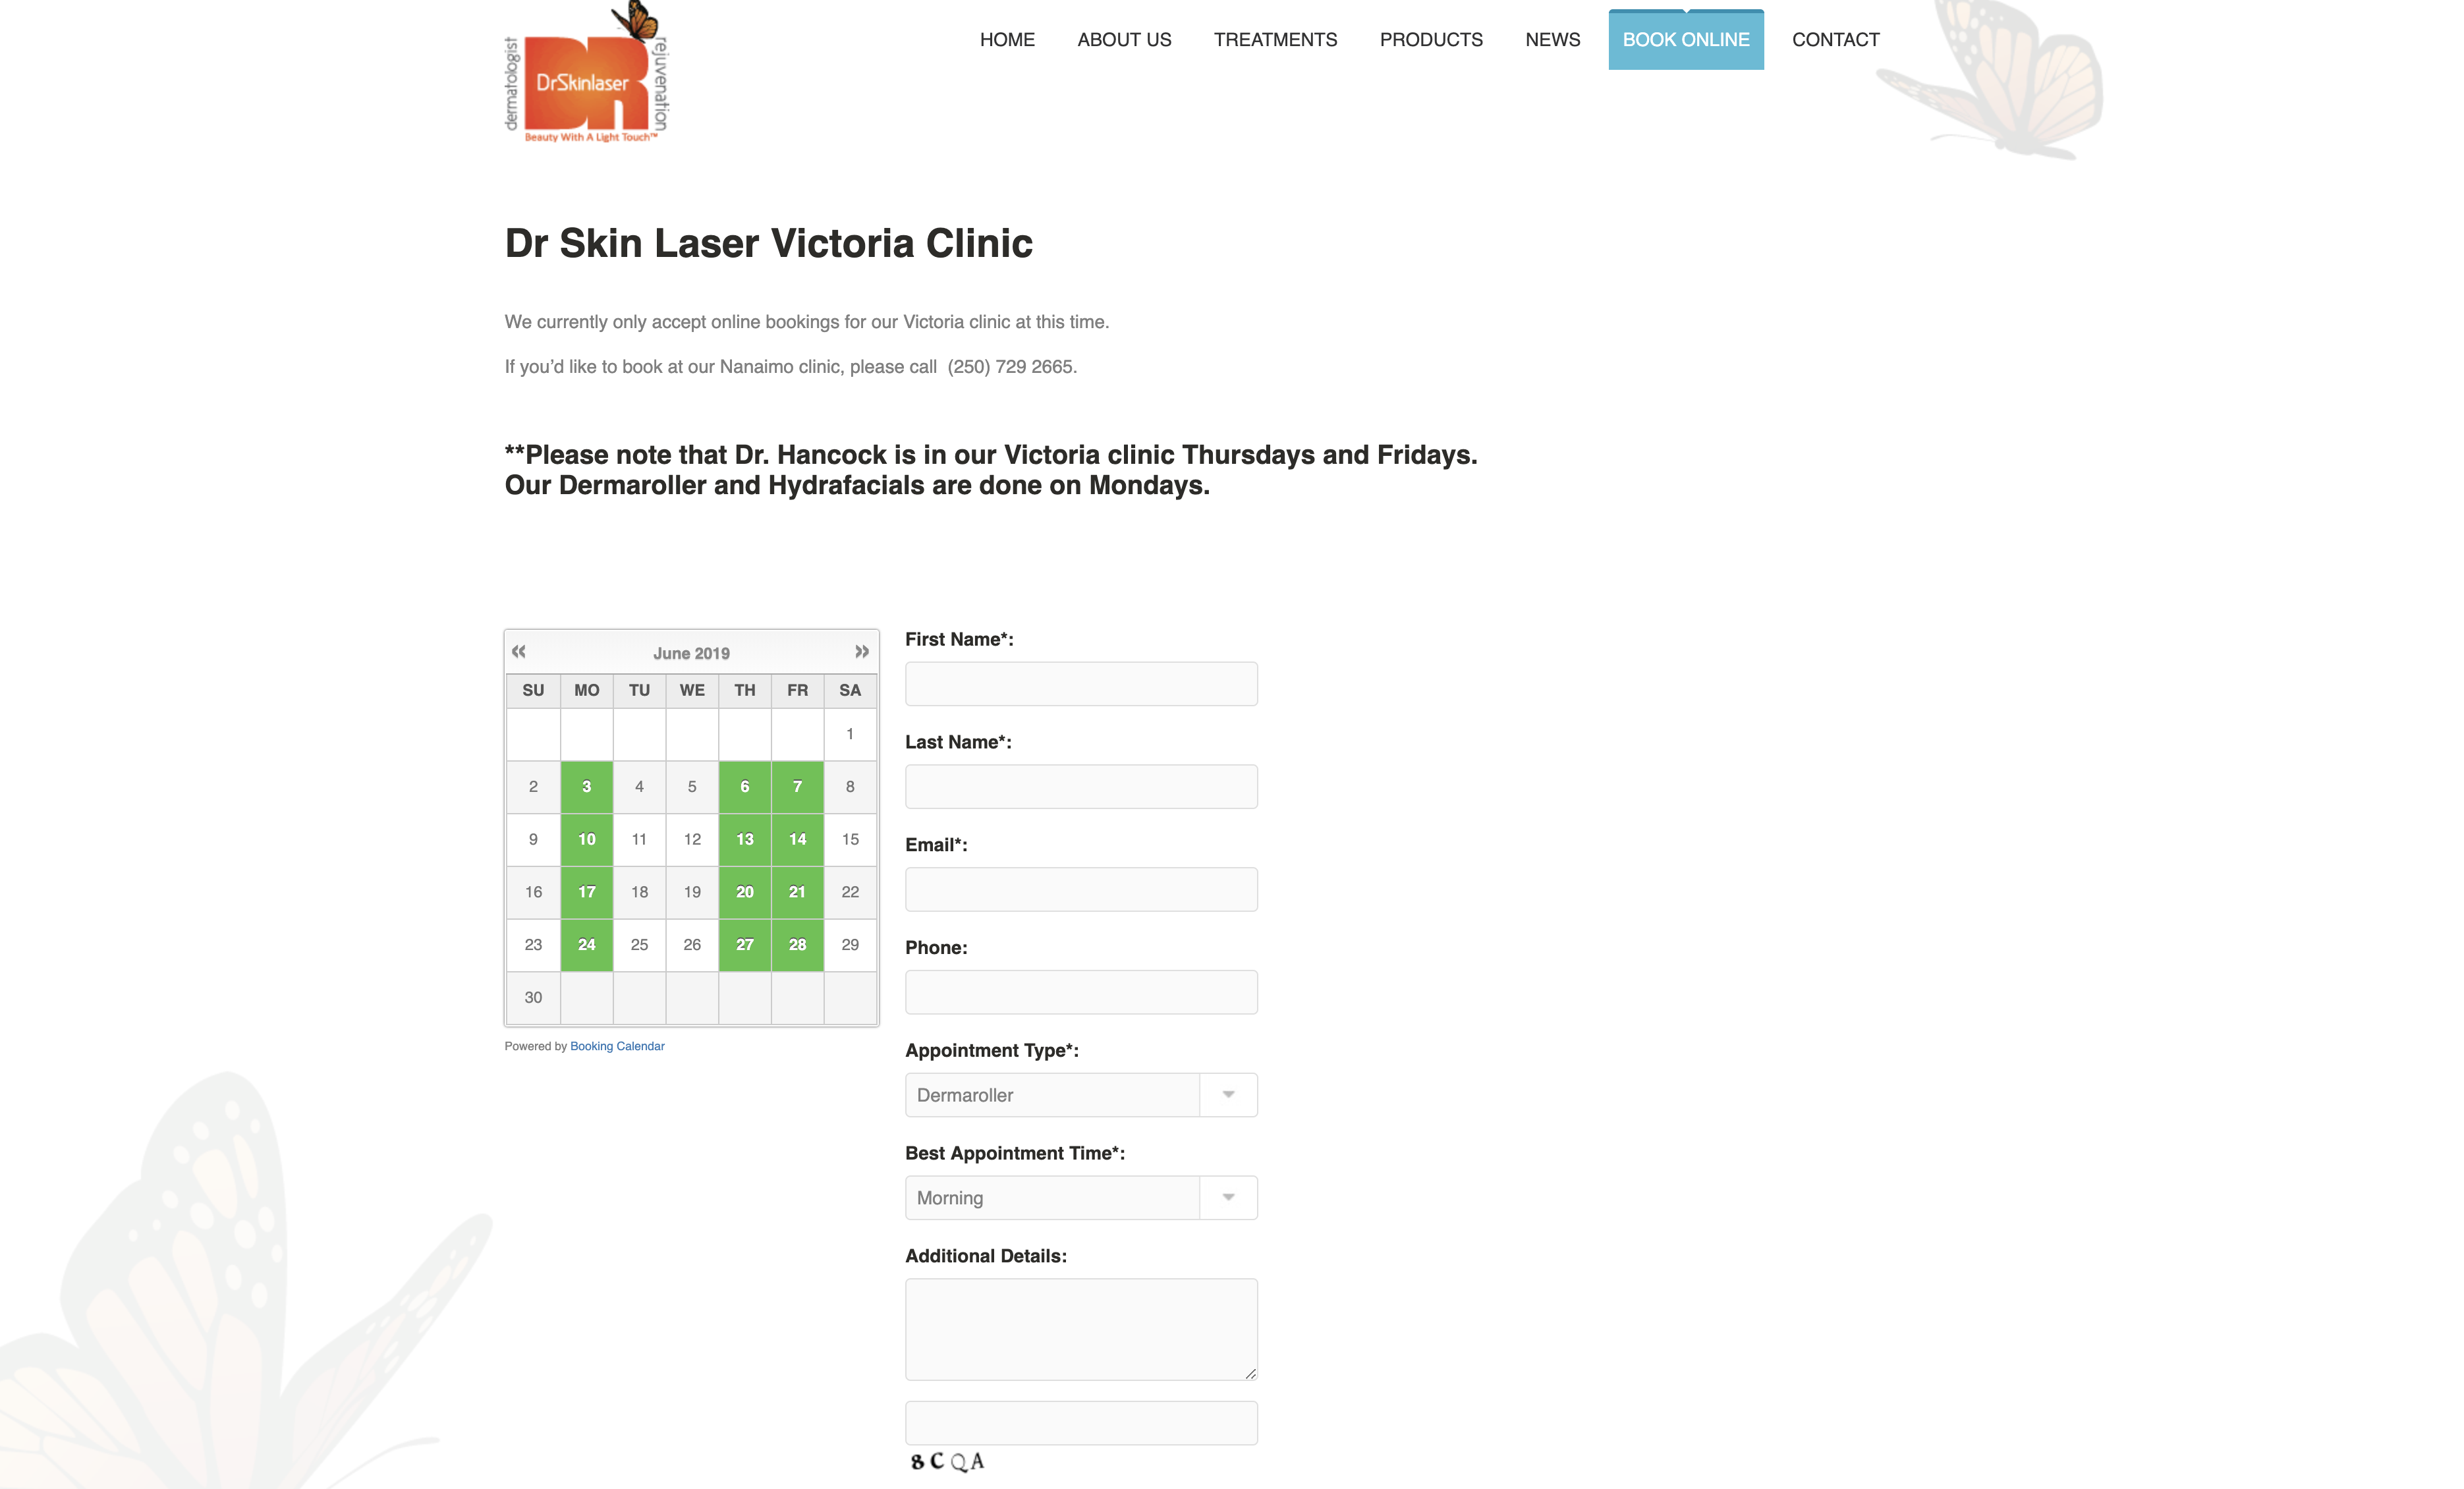 dermatologist
DrSkinlaser
rejuvenation
Beauty With A Light Touch™
HOME ABOUT US TREATMENTS PRODUCTS NEWS BOOK ONLINE CONTACT
Dr Skin Laser Victoria Clinic
We currently only accept online bookings for our Victoria clinic at this time.
If you’d like to book at our Nanaimo clinic, please call  (250) 729 2665.
**Please note that Dr. Hancock is in our Victoria clinic Thursdays and Fridays.
Our Dermaroller and Hydrafacials are done on Mondays.
« June 2019 »
SU MO TU WE TH FR SA
1
2 3 4 5 6 7 8
9 10 11 12 13 14 15
16 17 18 19 20 21 22
23 24 25 26 27 28 29
30
Powered by Booking Calendar
First Name*:
Last Name*:
Email*:
Phone:
Appointment Type*:
Dermaroller
Best Appointment Time*:
Morning
Additional Details:
8 C Q A